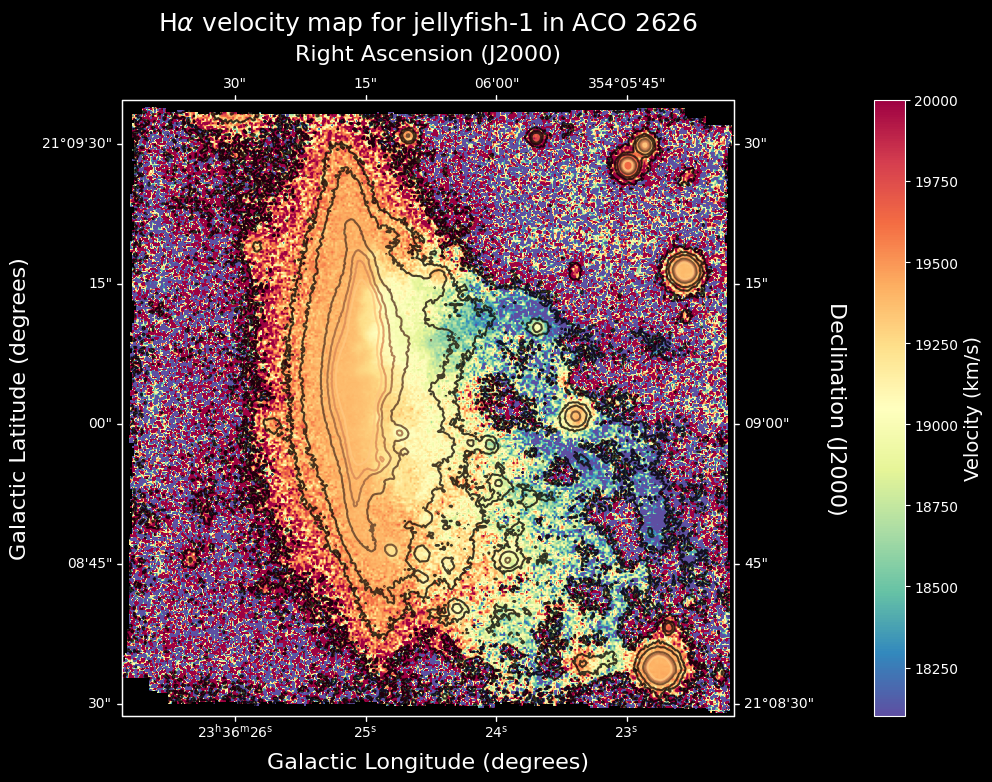 Hα velocity map for jellyfish-1 in ACO 2626
Right Ascension (J2000)
30" 15" 06'00" 354°05'45"
21°09'30" 30"
15" 15"
00" 09'00"
08'45" 45"
30" 21°08'30"
23ʰ36ᵐ26ˢ 25ˢ 24ˢ 23ˢ
Galactic Longitude (degrees)
Galactic Latitude (degrees)
Declination (J2000)
20000
19750
19500
19250
19000
18750
18500
18250
Velocity (km/s)